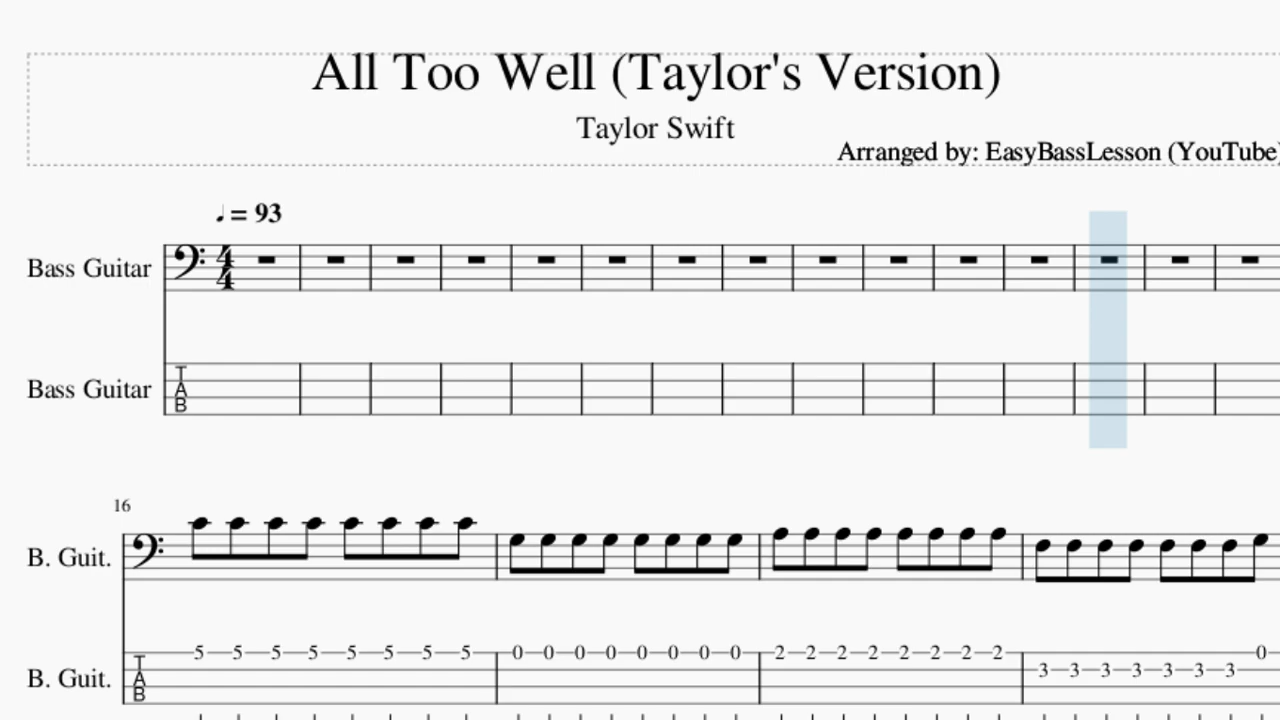 All Too Well (Taylor's Version)
Taylor Swift
Arranged by: EasyBassLesson (YouTube)
♩ = 93
Bass Guitar 4 4
Bass Guitar T A B
16
B. Guit.
5 5 5 5 5 5 5 5 0 0 0 0 0 0 0 0 2 2 2 2 2 2 2 2 0
B. Guit. T A B 3 3 3 3 3 3 3